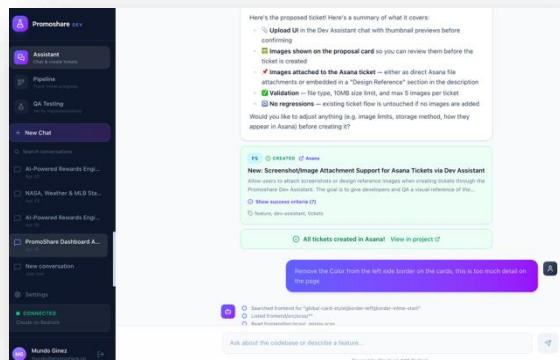 Promoshare DEV
Assistant
Chat & create tickets
Pipeline
Track ticket progress
QA Testing
+ New Chat
Search conversations
AI-Powered Rewards Engi...
NASA, Weather & MLB Sta...
AI-Powered Rewards Engi...
PromoShare Dashboard A...
New conversation
Settings
CONNECTED
MG
Mundo Ginez
Here's the proposed ticket! Here's a summary of what it covers:
Upload UI in the Dev Assistant chat with thumbnail previews before
confirming
Images shown on the proposal card so you can review them before the
ticket is created
Images attached to the Asana ticket — either as direct Asana file
attachments or embedded in a "Design Reference" section in the description
Validation — file type, 10MB size limit, and max 5 images per ticket
No regressions — existing ticket flow is untouched if no images are added
Would you like to adjust anything (e.g. image limits, storage method, how they
appear in Asana) before creating it?
FS CREATED Asana
New: Screenshot/Image Attachment Support for Asana Tickets via Dev Assistant
Allow users to attach screenshots or design reference images when creating tickets through the
Promoshare Dev Assistant. The goal is to give developers and QA a visual reference of the...
Show success criteria (7)
feature, dev-assistant, tickets
All tickets created in Asana! View in project
Remove the Color from the left side border on the cards, this is too much detail on
the page
Searched frontend for "global-card-style|border-left|border-inline-start"
Listed frontend/src/scss/**
Ask about the codebase or describe a feature...